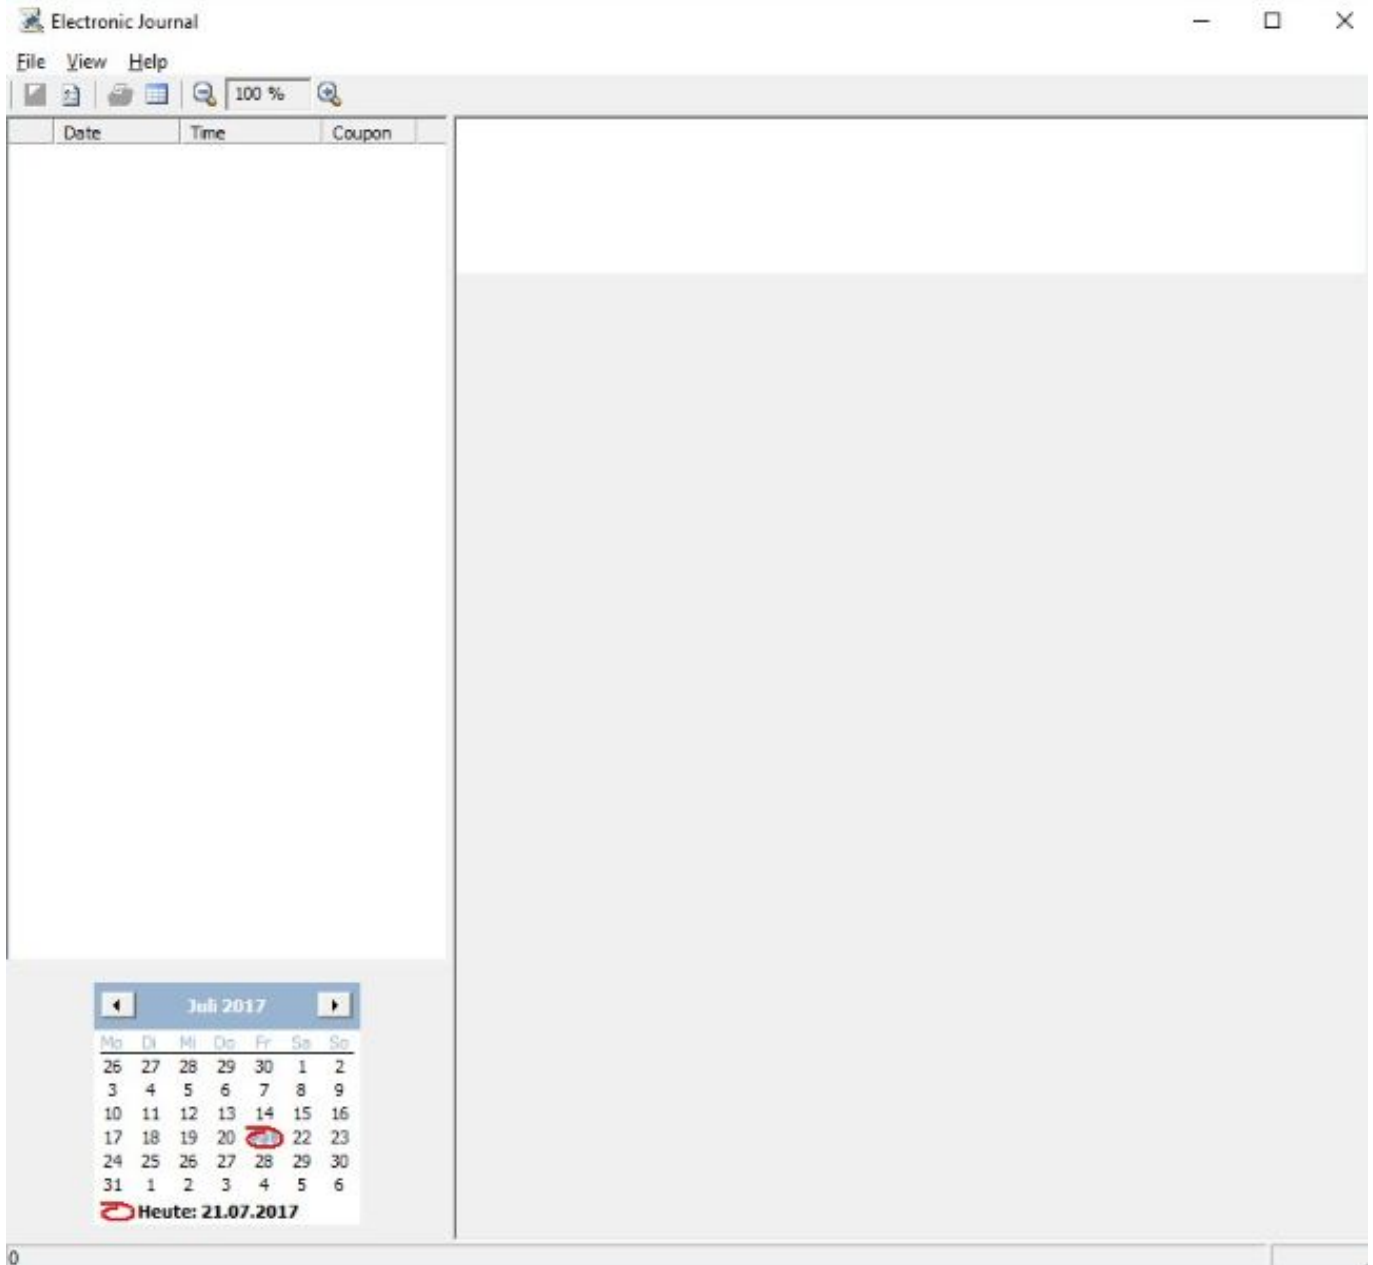 Electronic Journal
File View Help
100 %
Date Time Coupon
Juli 2017
Mo Di Mi Do Fr Sa So
26 27 28 29 30 1 2
3 4 5 6 7 8 9
10 11 12 13 14 15 16
17 18 19 20 22 23
24 25 26 27 28 29 30
31 1 2 3 4 5 6
Heute: 21.07.2017
0